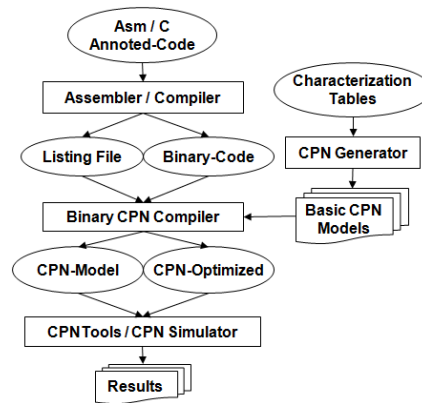 Asm / C
Annoted-Code
Characterization
Tables
Assembler / Compiler
CPN Generator
Listing File
Binary-Code
Basic CPN
Models
Binary CPN Compiler
CPN-Model
CPN-Optimized
CPNTools / CPN Simulator
Results